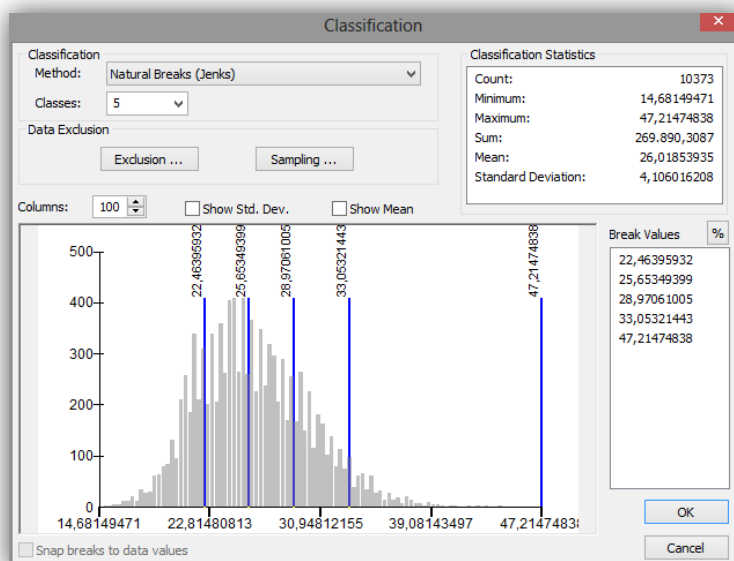 Classification
Classification
Method: Natural Breaks (Jenks)
Classes: 5
Data Exclusion
Exclusion ...
Sampling ...
Classification Statistics
Count: 10373
Minimum: 14,68149471
Maximum: 47,21474838
Sum: 269.890,3087
Mean: 26,01853935
Standard Deviation: 4,106016208
Columns: 100
Show Std. Dev.
Show Mean
500
400
300
200
100
0
22,46395932
25,65349399
28,97061005
33,05321443
47,21474838
14,68149471 22,81480813 30,94812155 39,08143497 47,21474838
Break Values %
22,46395932
25,65349399
28,97061005
33,05321443
47,21474838
OK
Cancel
Snap breaks to data values